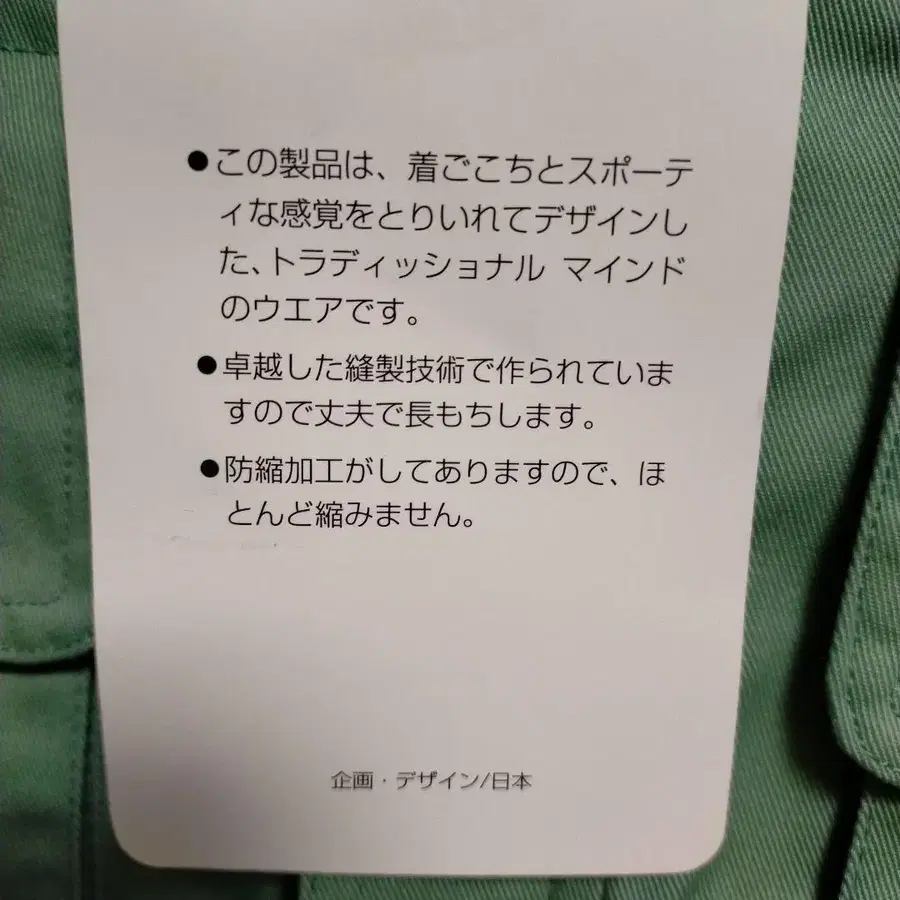 ●この製品は、着ごこちとスポーテ
ィな感覚をとりいれてデザインし
た、トラディッショナル マインド
のウエアです。
●卓越した縫製技術で作られていま
すので丈夫で長もちします。
●防縮加工がしてありますので、ほ
とんど縮みません。
企画・デザイン/日本